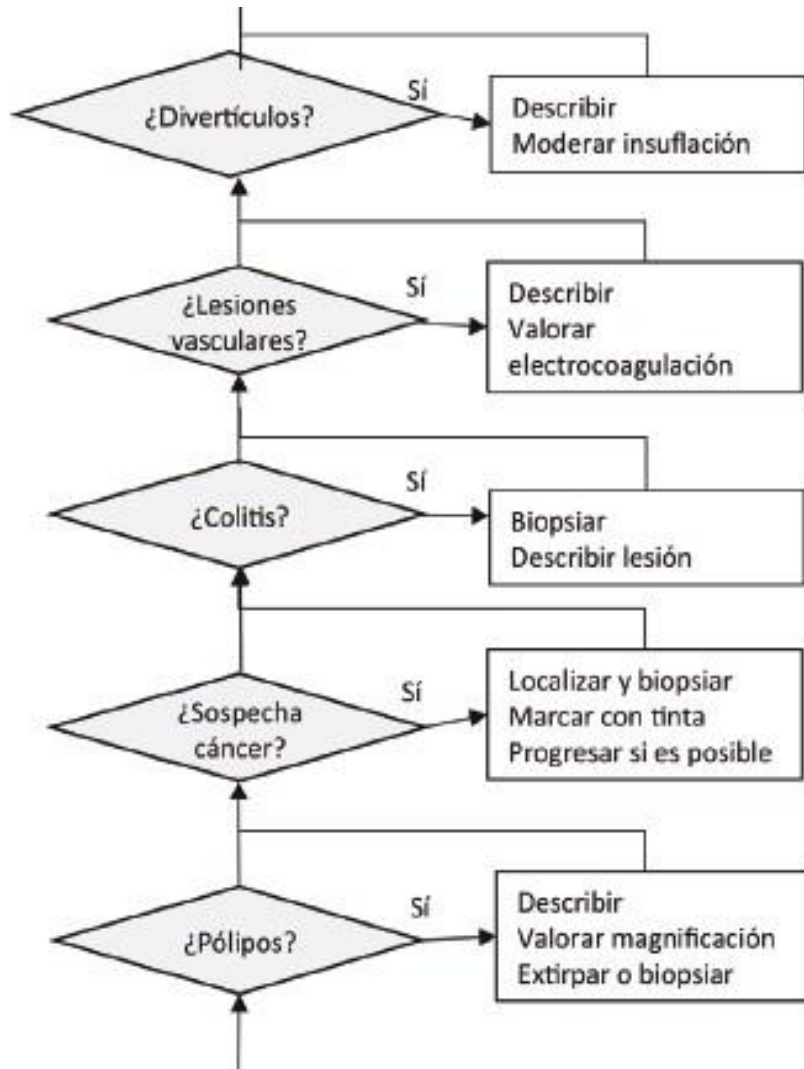 ¿Divertículos?
Sí
Describir
Moderar insuflación
¿Lesiones
vasculares?
Sí
Describir
Valorar
electrocoagulación
¿Colitis?
Sí
Biopsiar
Describir lesión
¿Sospecha
cáncer?
Sí
Localizar y biopsiar
Marcar con tinta
Progresar si es posible
¿Pólipos?
Sí
Describir
Valorar magnificación
Extirpar o biopsiar